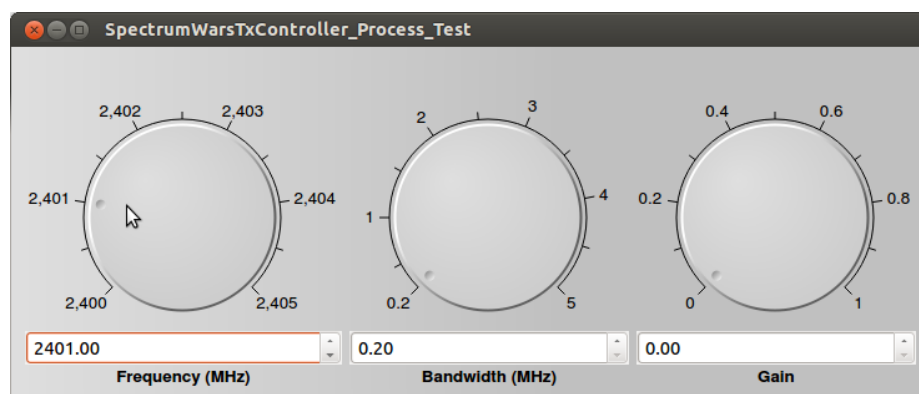 SpectrumWarsTxController_Process_Test
2,402 2,403 2 3 0.4 0.6
2,401 2,404 1 4 0.2 0.8
2,400 2,405 0.2 5 0 1
2401.00 0.20 0.00
Frequency (MHz) Bandwidth (MHz) Gain